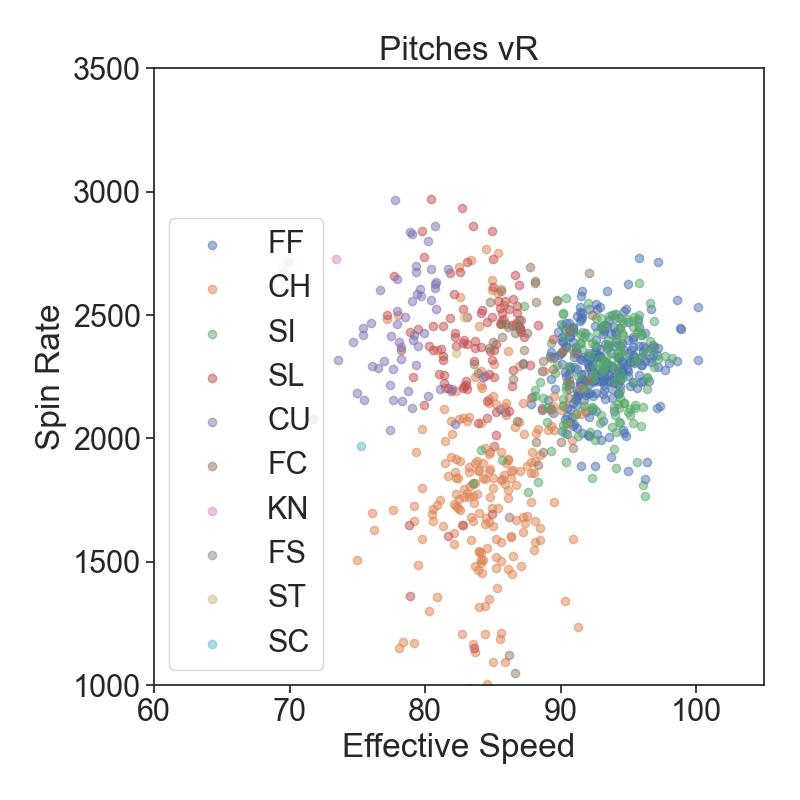 Pitches vR
Spin Rate
3500
3000
2500
2000
1500
1000
FF
CH
SI
SL
CU
FC
KN
FS
ST
SC
60 70 80 90 100
Effective Speed